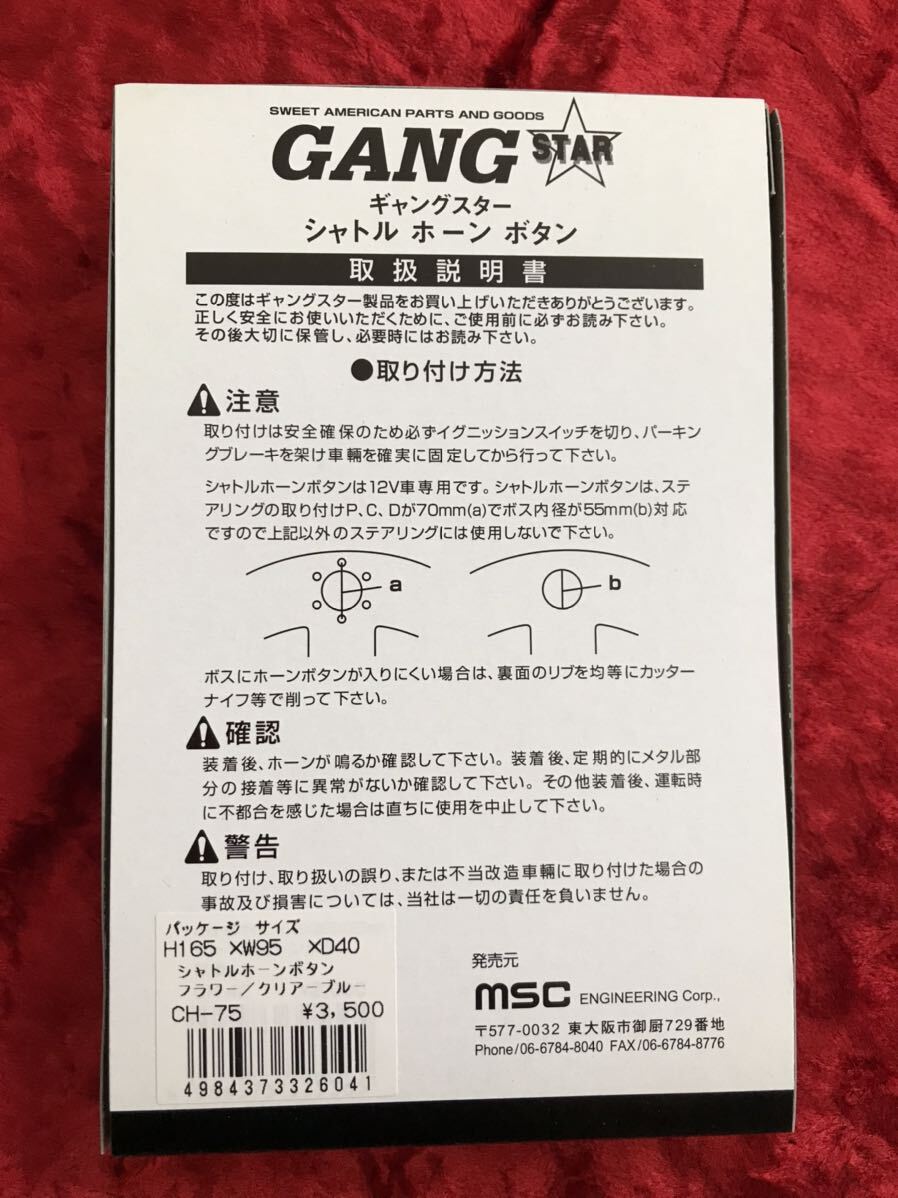 SWEET AMERICAN PARTS AND GOODS
GANG STAR
ギャングスター
シャトル ホーン ボタン
取扱説明書
この度はギャングスター製品をお買い上げいただきありがとうございます。
正しく安全にお使いいただくために、ご使用前に必ずお読み下さい。
その後大切に保管し、必要時にはお読み下さい。
●取り付け方法
注意
取り付けは安全確保のため必ずイグニッションスイッチを切り、パーキン
グブレーキを架け車輛を確実に固定してから行って下さい。
シャトルホーンボタンは12V車専用です。シャトルホーンボタンは、ステ
アリングの取り付けP、C、Dが70mm(a)でボス内径が55mm(b)対応
ですので上記以外のステアリングには使用しないで下さい。
a
b
ボスにホーンボタンが入りにくい場合は、裏面のリブを均等にカッター
ナイフ等で削って下さい。
確認
装着後、ホーンが鳴るか確認して下さい。装着後、定期的にメタル部
分の接着等に異常がないか確認して下さい。その他装着後、運転時
に不都合を感じた場合は直ちに使用を中止して下さい。
警告
取り付け、取り扱いの誤り、または不当改造車輛に取り付けた場合の
事故及び損害については、当社は一切の責任を負いません。
パッケージ サイズ
H165 ×W95 ×D40
シャトルホーンボタン
フラワー/クリアーブルー
CH-75 ¥3,500
4984373326041
発売元
msc ENGINEERING Corp.,
〒577-0032 東大阪市御厨729番地
Phone/06-6784-8040 FAX/06-6784-8776